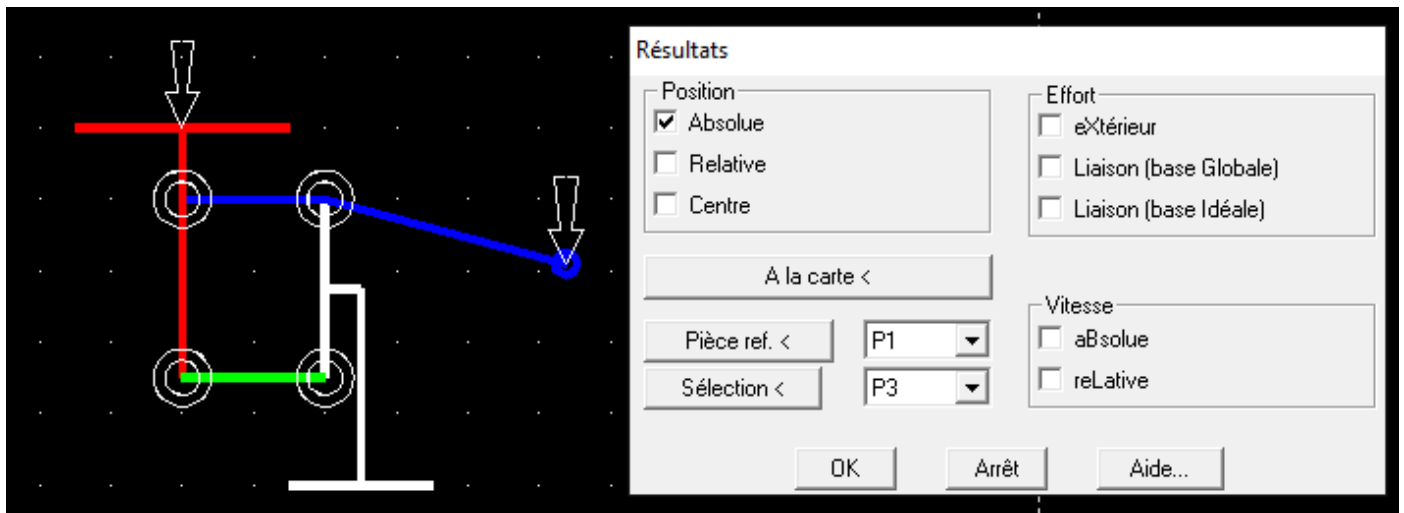 Résultats
Position
Absolue
Relative
Centre
Effort
eXtérieur
Liaison (base Globale)
Liaison (base Idéale)
A la carte <
Pièce ref. <
P1
Sélection <
P3
Vitesse
aBsolue
reLative
OK
Arrêt
Aide...